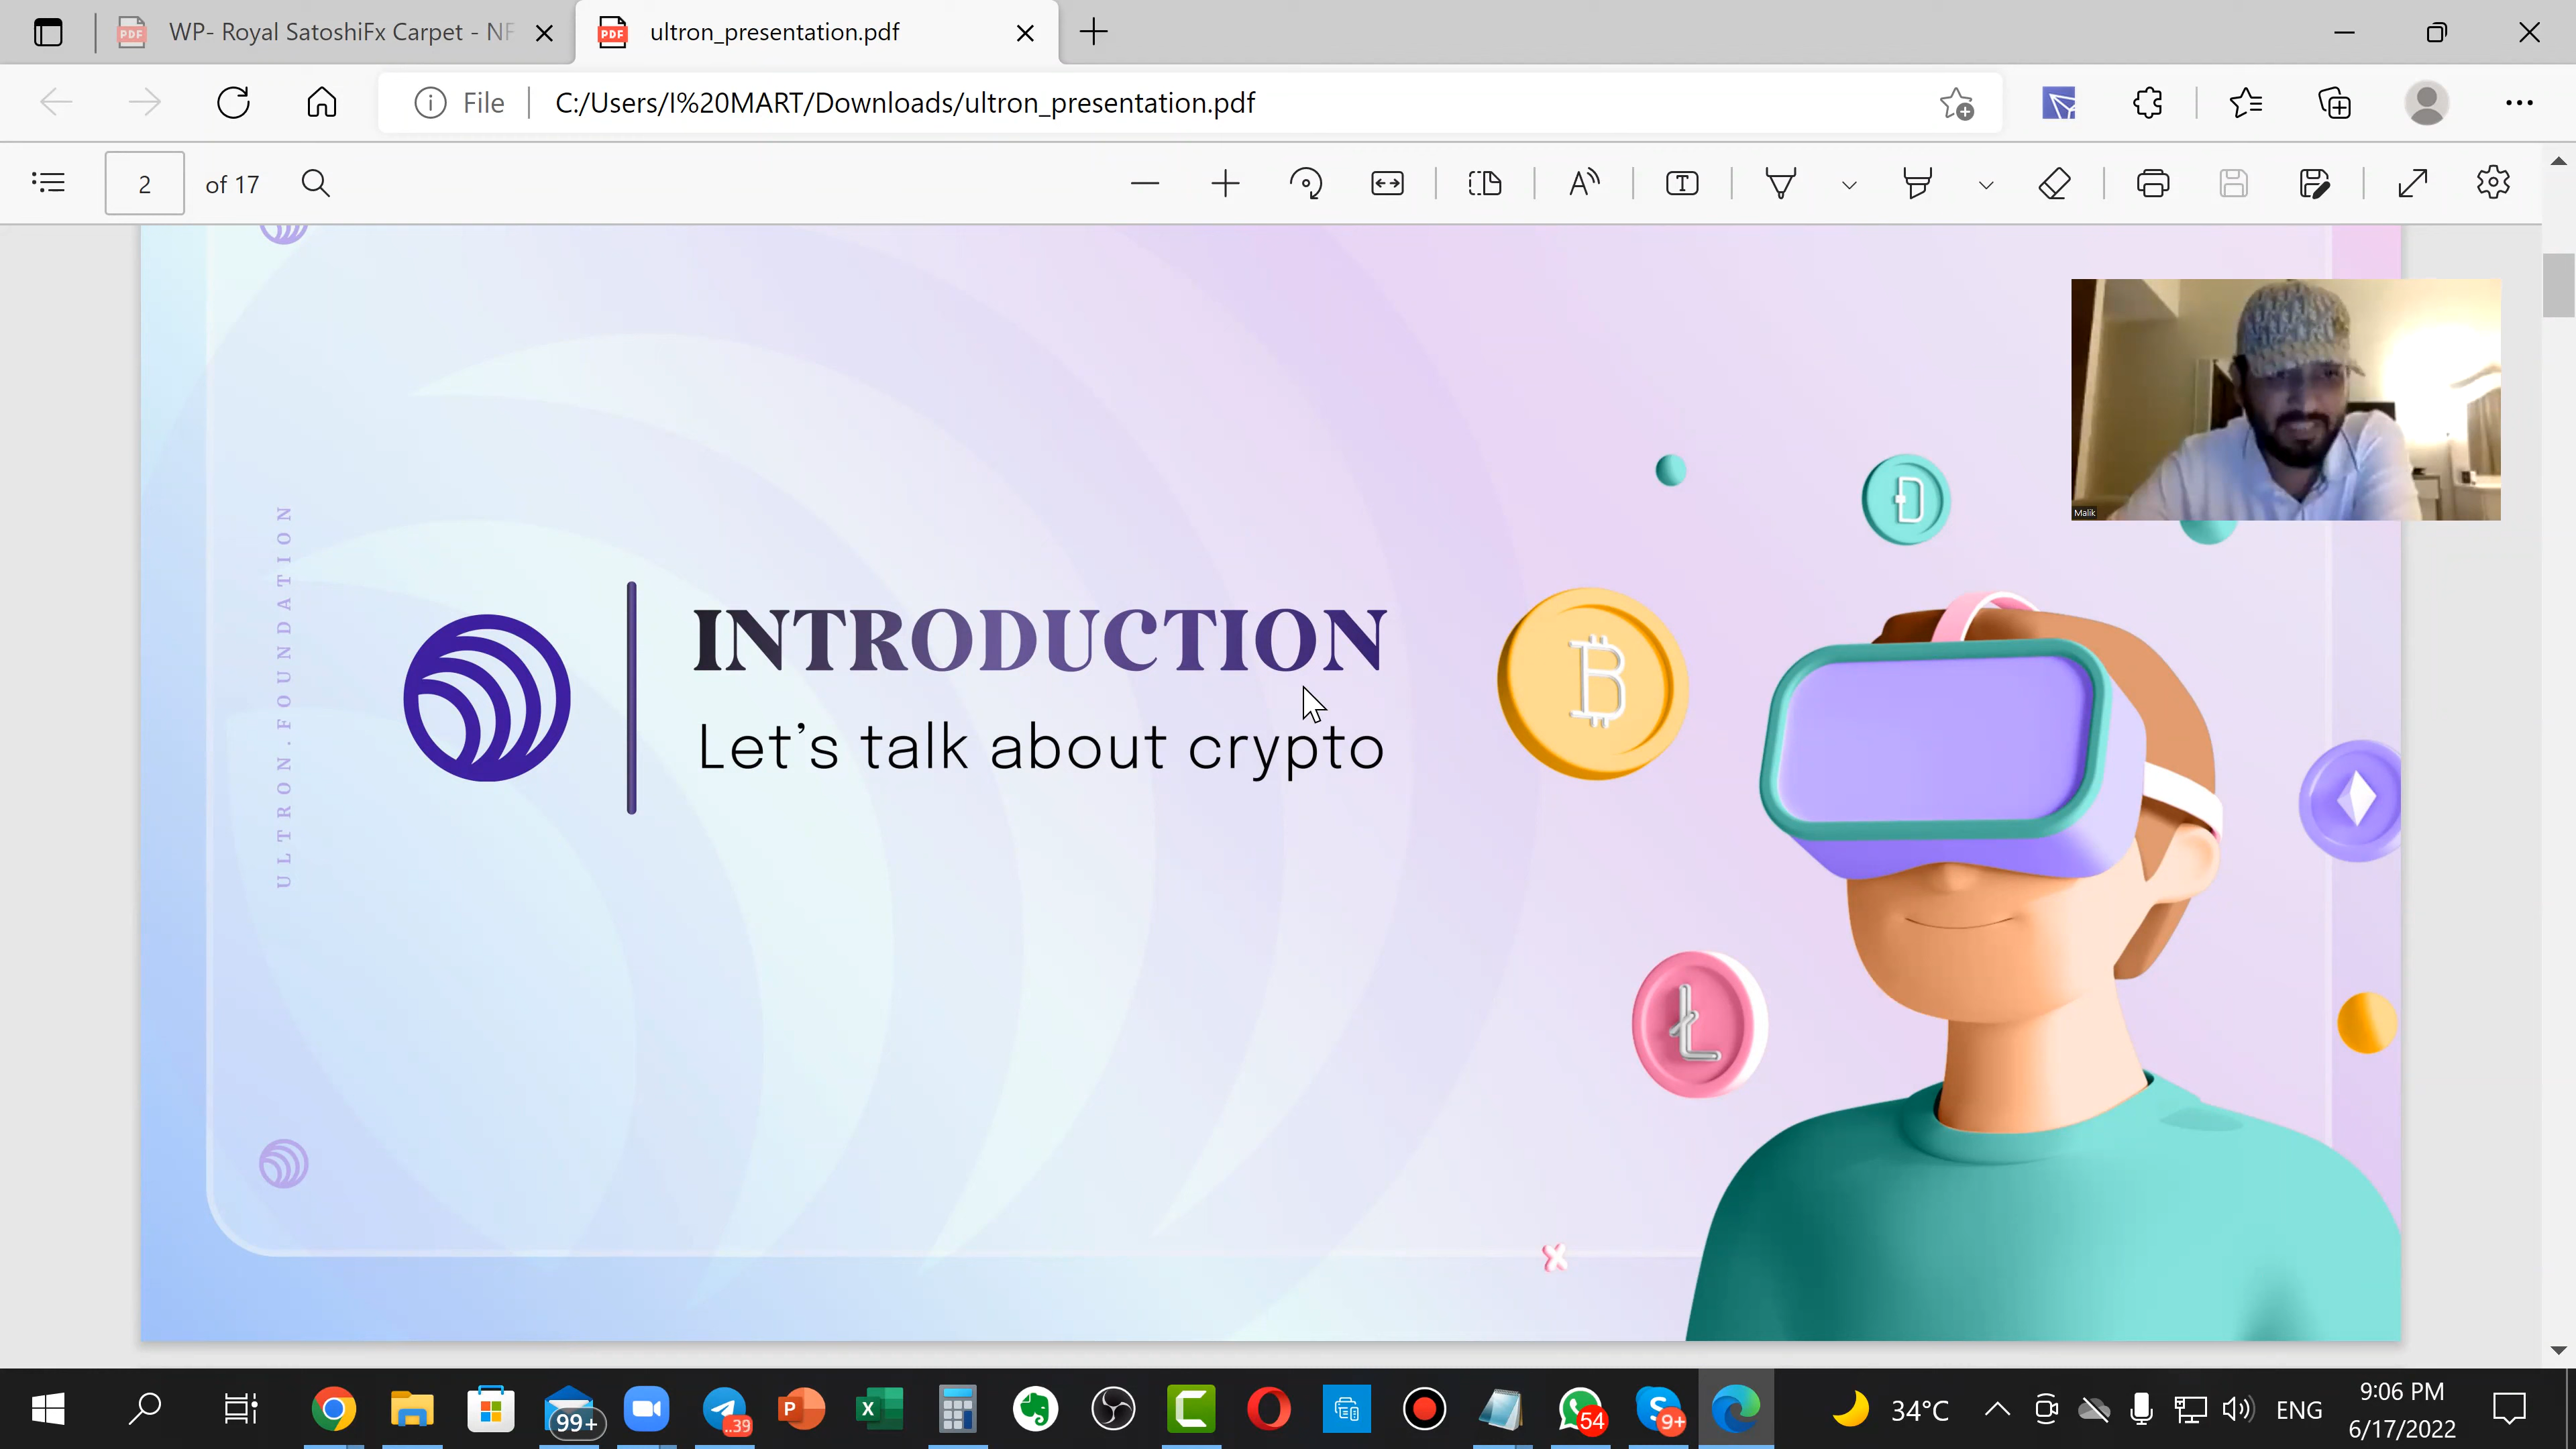 WP- Royal SatoshiFx Carpet - NF
ultron_presentation.pdf
File
C:/Users/I%20MART/Downloads/ultron_presentation.pdf
2
of 17
ULTRON.FOUNDATION
INTRODUCTION
Let's talk about crypto
Malik
99+
..39
54
9+
34°C
ENG
9:06 PM
6/17/2022